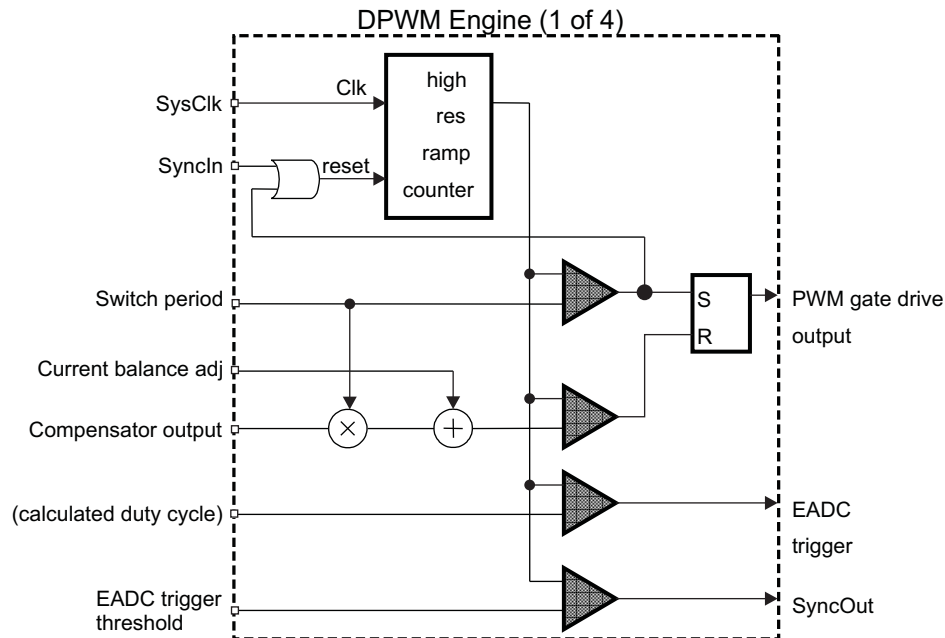 DPWM Engine (1 of 4)
SysClk
Clk
high
res
ramp
counter
SyncIn
reset
Switch period
S
R
PWM gate drive
output
Current balance adj
Compensator output
×
+
(calculated duty cycle)
EADC
trigger
EADC trigger
threshold
SyncOut